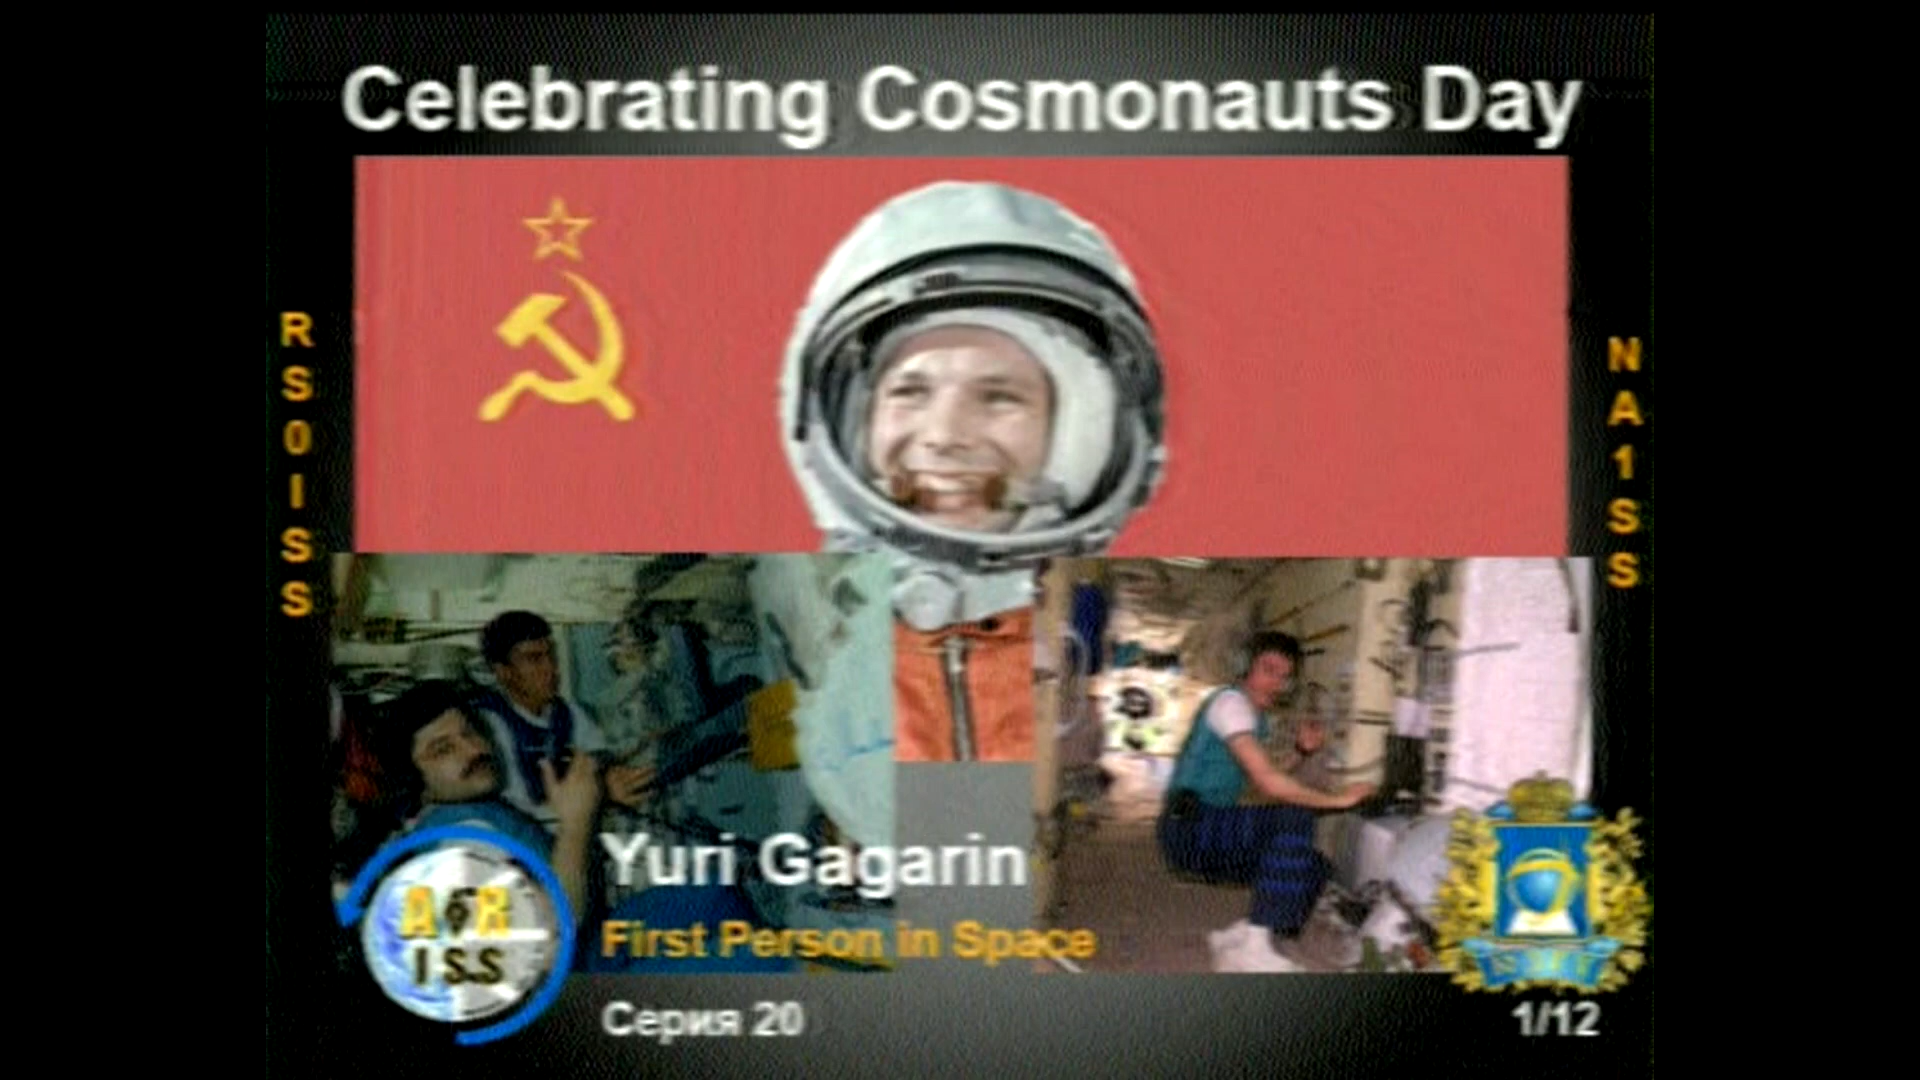 Celebrating Cosmonauts Day
RS0ISS
NA1SS
Yuri Gagarin
First Person in Space
ARISS
Серия 20
1/12